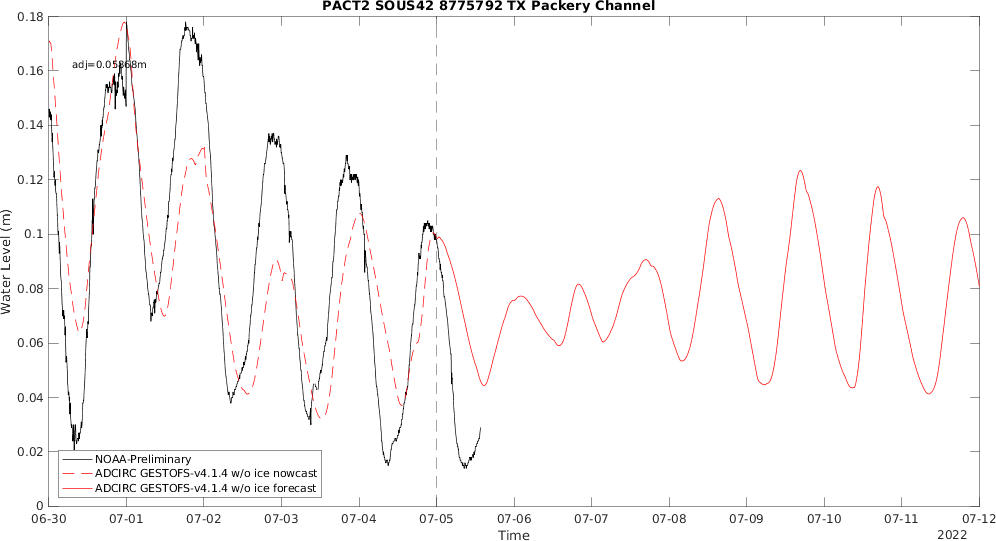 PACT2 SOUS42 8775792 TX Packery Channel
0.18
0.16
0.14
0.12
0.1
0.08
0.06
0.04
0.02
0
Water Level (m)
adj=0.05868m
NOAA-Preliminary
ADCIRC GESTOFS-v4.1.4 w/o ice nowcast
ADCIRC GESTOFS-v4.1.4 w/o ice forecast
06-30 07-01 07-02 07-03 07-04 07-05 07-06 07-07 07-08 07-09 07-10 07-11 07-12
Time
2022